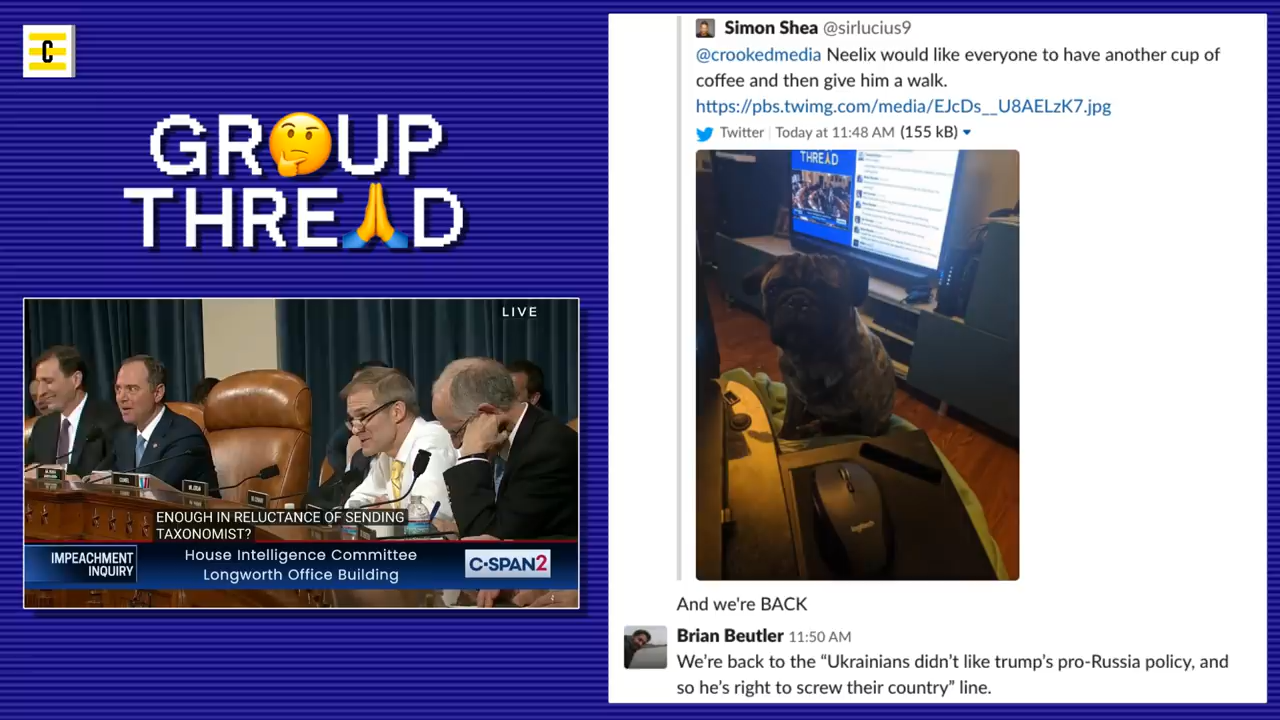 C
GR🤔UP
THRE🙏D
LIVE
ENOUGH IN RELUCTANCE OF SENDING
TAXONOMIST?
IMPEACHMENT
INQUIRY
House Intelligence Committee
Longworth Office Building
C-SPAN2
Simon Shea @sirlucius9
@crookedmedia Neelix would like everyone to have another cup of
coffee and then give him a walk.
https://pbs.twimg.com/media/EJcDs__U8AELzK7.jpg
Twitter | Today at 11:48 AM (155 kB)
THREAD
And we're BACK
Brian Beutler 11:50 AM
We’re back to the “Ukrainians didn’t like trump’s pro-Russia policy, and
so he’s right to screw their country” line.